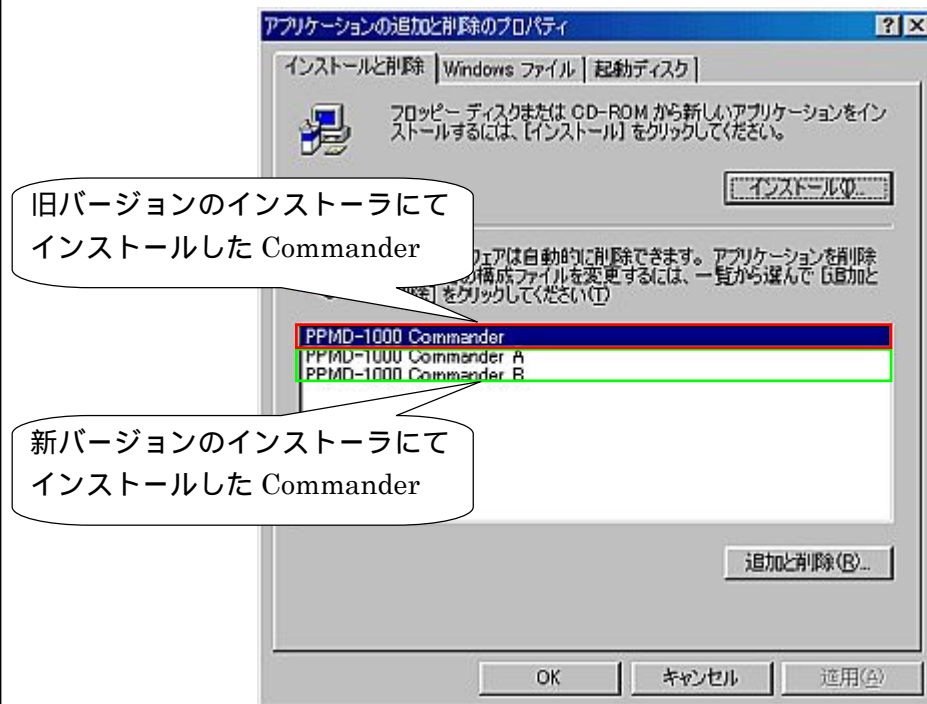 アプリケーションの追加と削除のプロパティ
インストールと削除 Windows ファイル 起動ディスク
フロッピー ディスクまたは CD-ROM から新しいアプリケーションをイン
ストールするには、[インストール] をクリックしてください。
インストール(I)...
旧バージョンのインストーラにて
インストールした Commander
ウェアは自動的に削除できます。アプリケーションを削除
の構成ファイルを変更するには、一覧から選んで [追加と
削除] をクリックしてください(T)
PPMD-1000 Commander
PPMD-1000 Commander A
PPMD-1000 Commander B
新バージョンのインストーラにて
インストールした Commander
追加と削除(R)...
OK キャンセル 適用(A)